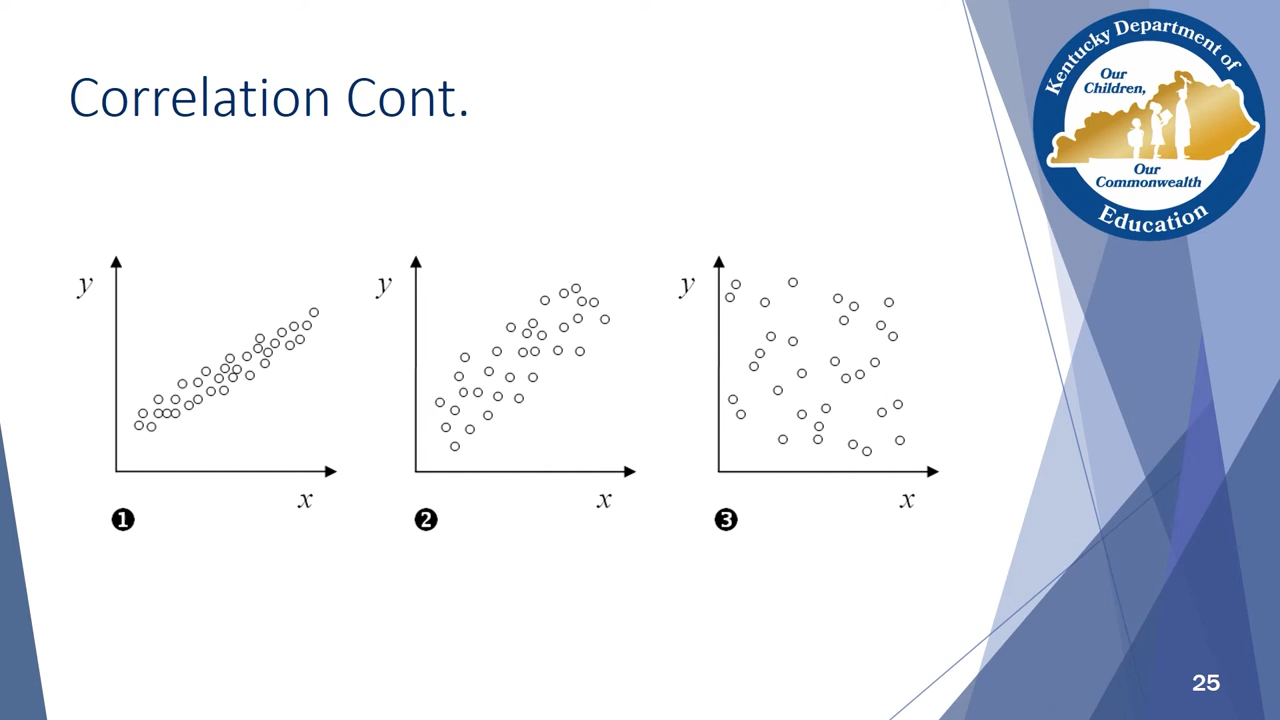 Correlation Cont.
Kentucky Department of
Our
Children,
Our
Commonwealth
Education
y
x
❶
y
x
❷
y
x
❸
25